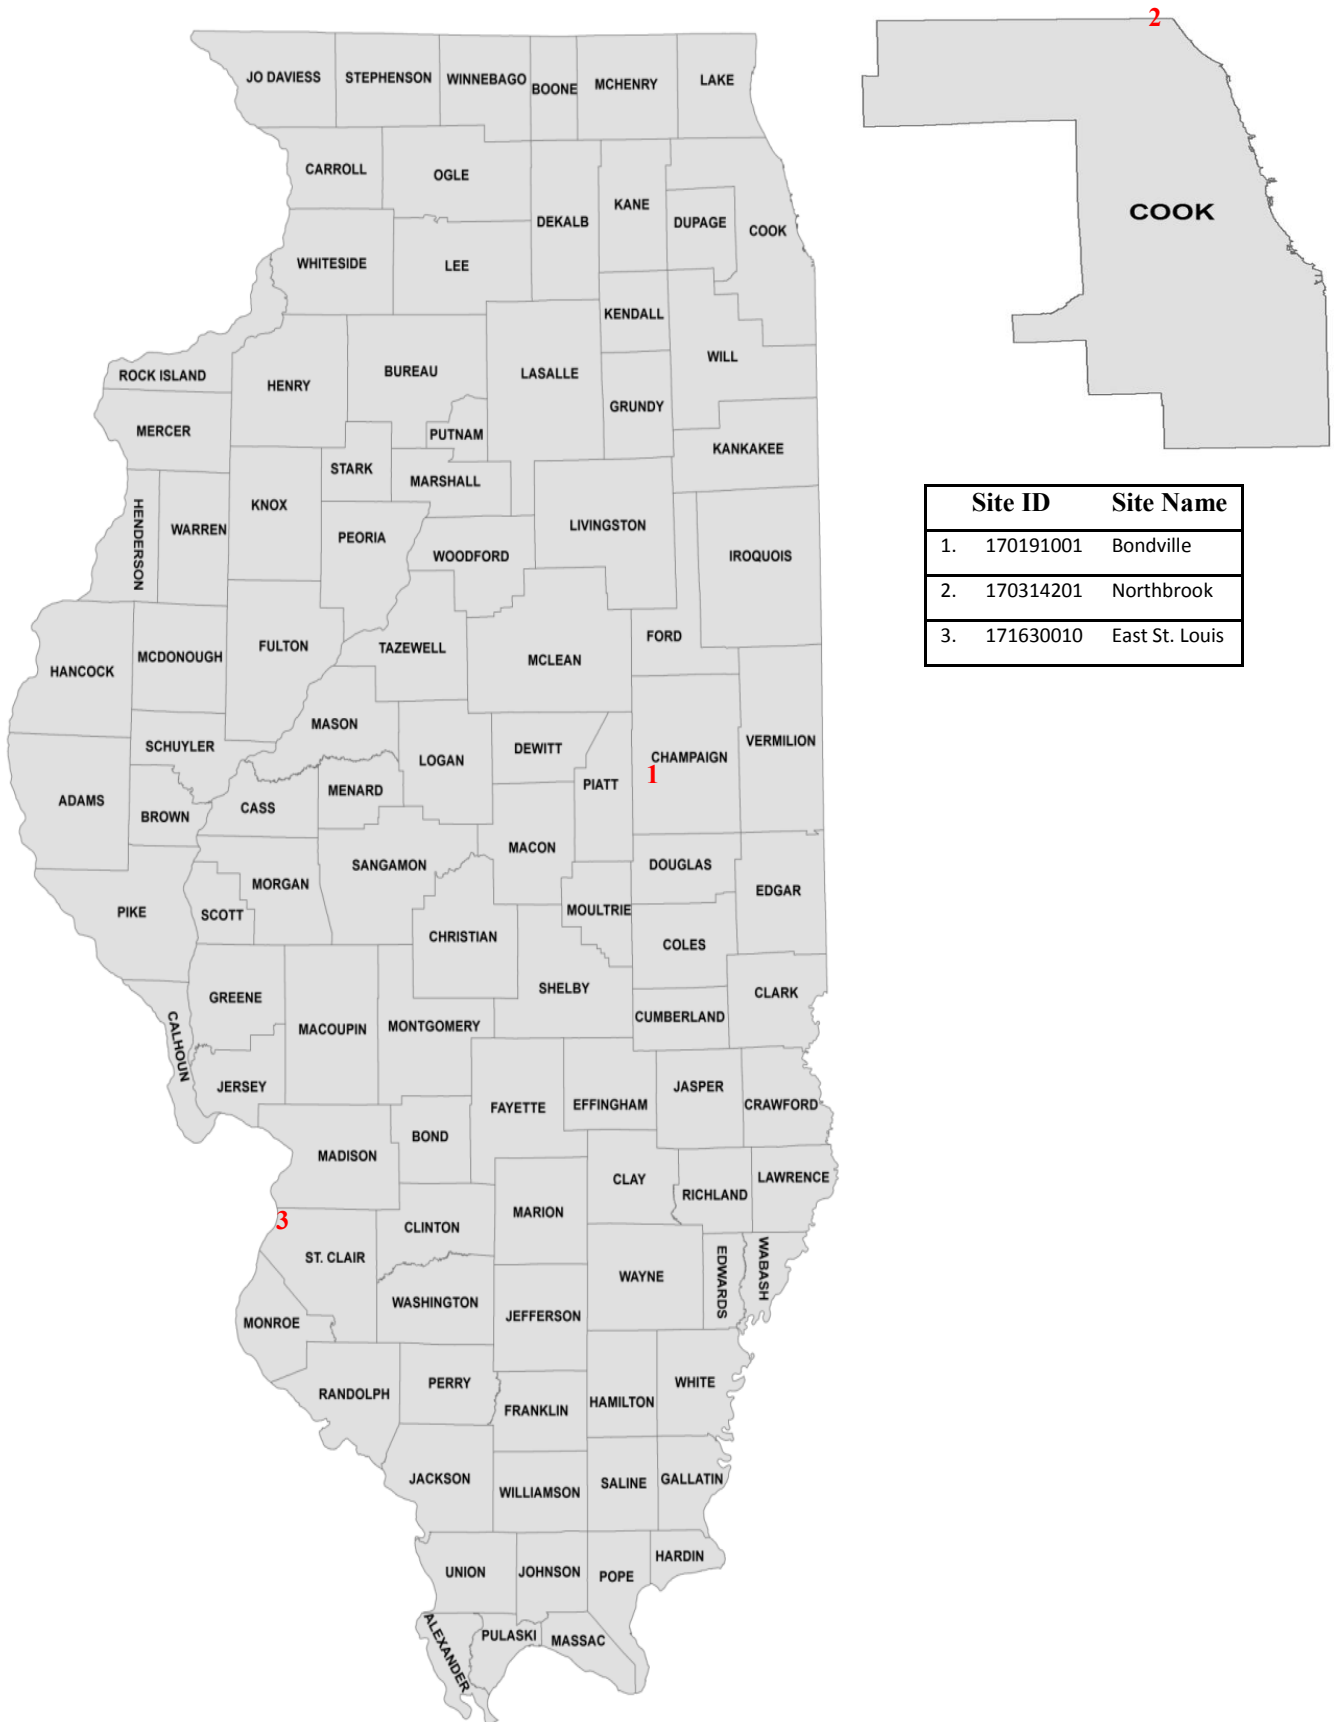 2
JO DAVIESS STEPHENSON WINNEBAGO BOONE MCHENRY LAKE
CARROLL OGLE DEKALB KANE DUPAGE COOK
WHITESIDE LEE
KENDALL
WILL
ROCK ISLAND HENRY BUREAU LASALLE GRUNDY
MERCER PUTNAM KANKAKEE
STARK MARSHALL
HENDERSON WARREN KNOX PEORIA WOODFORD LIVINGSTON IROQUOIS
HANCOCK MCDONOUGH FULTON TAZEWELL MCLEAN FORD
SCHUYLER MASON LOGAN DEWITT PIATT CHAMPAIGN VERMILION
1
ADAMS BROWN CASS MENARD
MACON
PIKE SCOTT MORGAN SANGAMON CHRISTIAN MOULTRIE DOUGLAS EDGAR
COLES
GREENE SHELBY CLARK
CALHOUN MACOUPIN MONTGOMERY CUMBERLAND
JERSEY FAYETTE EFFINGHAM JASPER CRAWFORD
MADISON BOND CLAY RICHLAND LAWRENCE
3
ST. CLAIR CLINTON MARION
WAYNE EDWARDS WABASH
MONROE WASHINGTON JEFFERSON
RANDOLPH PERRY FRANKLIN HAMILTON WHITE
JACKSON WILLIAMSON SALINE GALLATIN
UNION JOHNSON POPE HARDIN
ALEXANDER PULASKI MASSAC
COOK
Site ID Site Name
1. 170191001 Bondville
2. 170314201 Northbrook
3. 171630010 East St. Louis